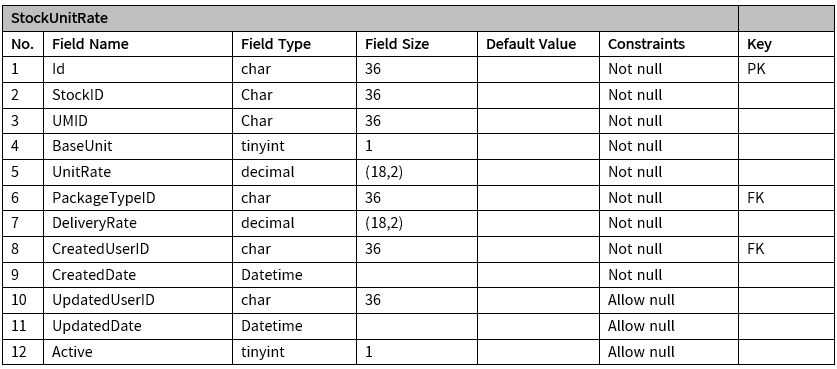 StockUnitRate
No. Field Name Field Type Field Size Default Value Constraints Key
1 Id char 36 Not null PK
2 StockID Char 36 Not null
3 UMID Char 36 Not null
4 BaseUnit tinyint 1 Not null
5 UnitRate decimal (18,2) Not null
6 PackageTypeID char 36 Not null FK
7 DeliveryRate decimal (18,2) Not null
8 CreatedUserID char 36 Not null FK
9 CreatedDate Datetime Not null
10 UpdatedUserID char 36 Allow null
11 UpdatedDate Datetime Allow null
12 Active tinyint 1 Allow null